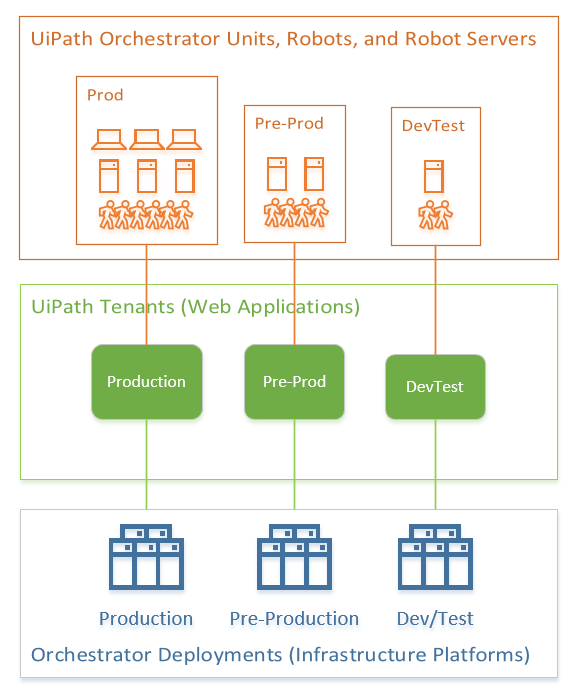 UiPath Orchestrator Units, Robots, and Robot Servers
Prod
Pre-Prod
DevTest
UiPath Tenants (Web Applications)
Production
Pre-Prod
DevTest
Production
Pre-Production
Dev/Test
Orchestrator Deployments (Infrastructure Platforms)